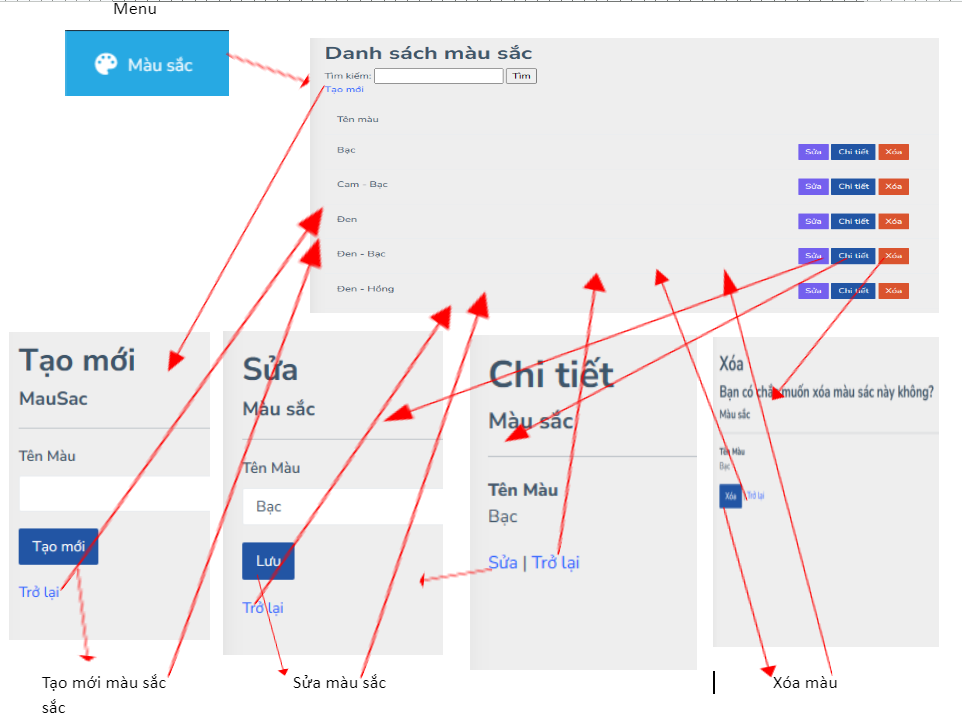 Menu
Màu sắc
Danh sách màu sắc
Tìm kiếm: Tìm
Tạo mới
Tên màu
Bạc Sửa Chi tiết Xóa
Cam - Bạc Sửa Chi tiết Xóa
Đen Sửa Chi tiết Xóa
Đen - Bạc Sửa Chi tiết Xóa
Đen - Hồng Sửa Chi tiết Xóa
Tạo mới
MauSac
Tên Màu
Tạo mới
Trở lại
Sửa
Màu sắc
Tên Màu
Bạc
Lưu
Trở lại
Chi tiết
Màu sắc
Tên Màu
Bạc
Sửa | Trở lại
Xóa
Bạn có chắc muốn xóa màu sác này không?
Màu sắc
Tên Màu
Bạc
Xóa Trở lại
Tạo mới màu sắc
sắc
Sửa màu sắc
Xóa màu